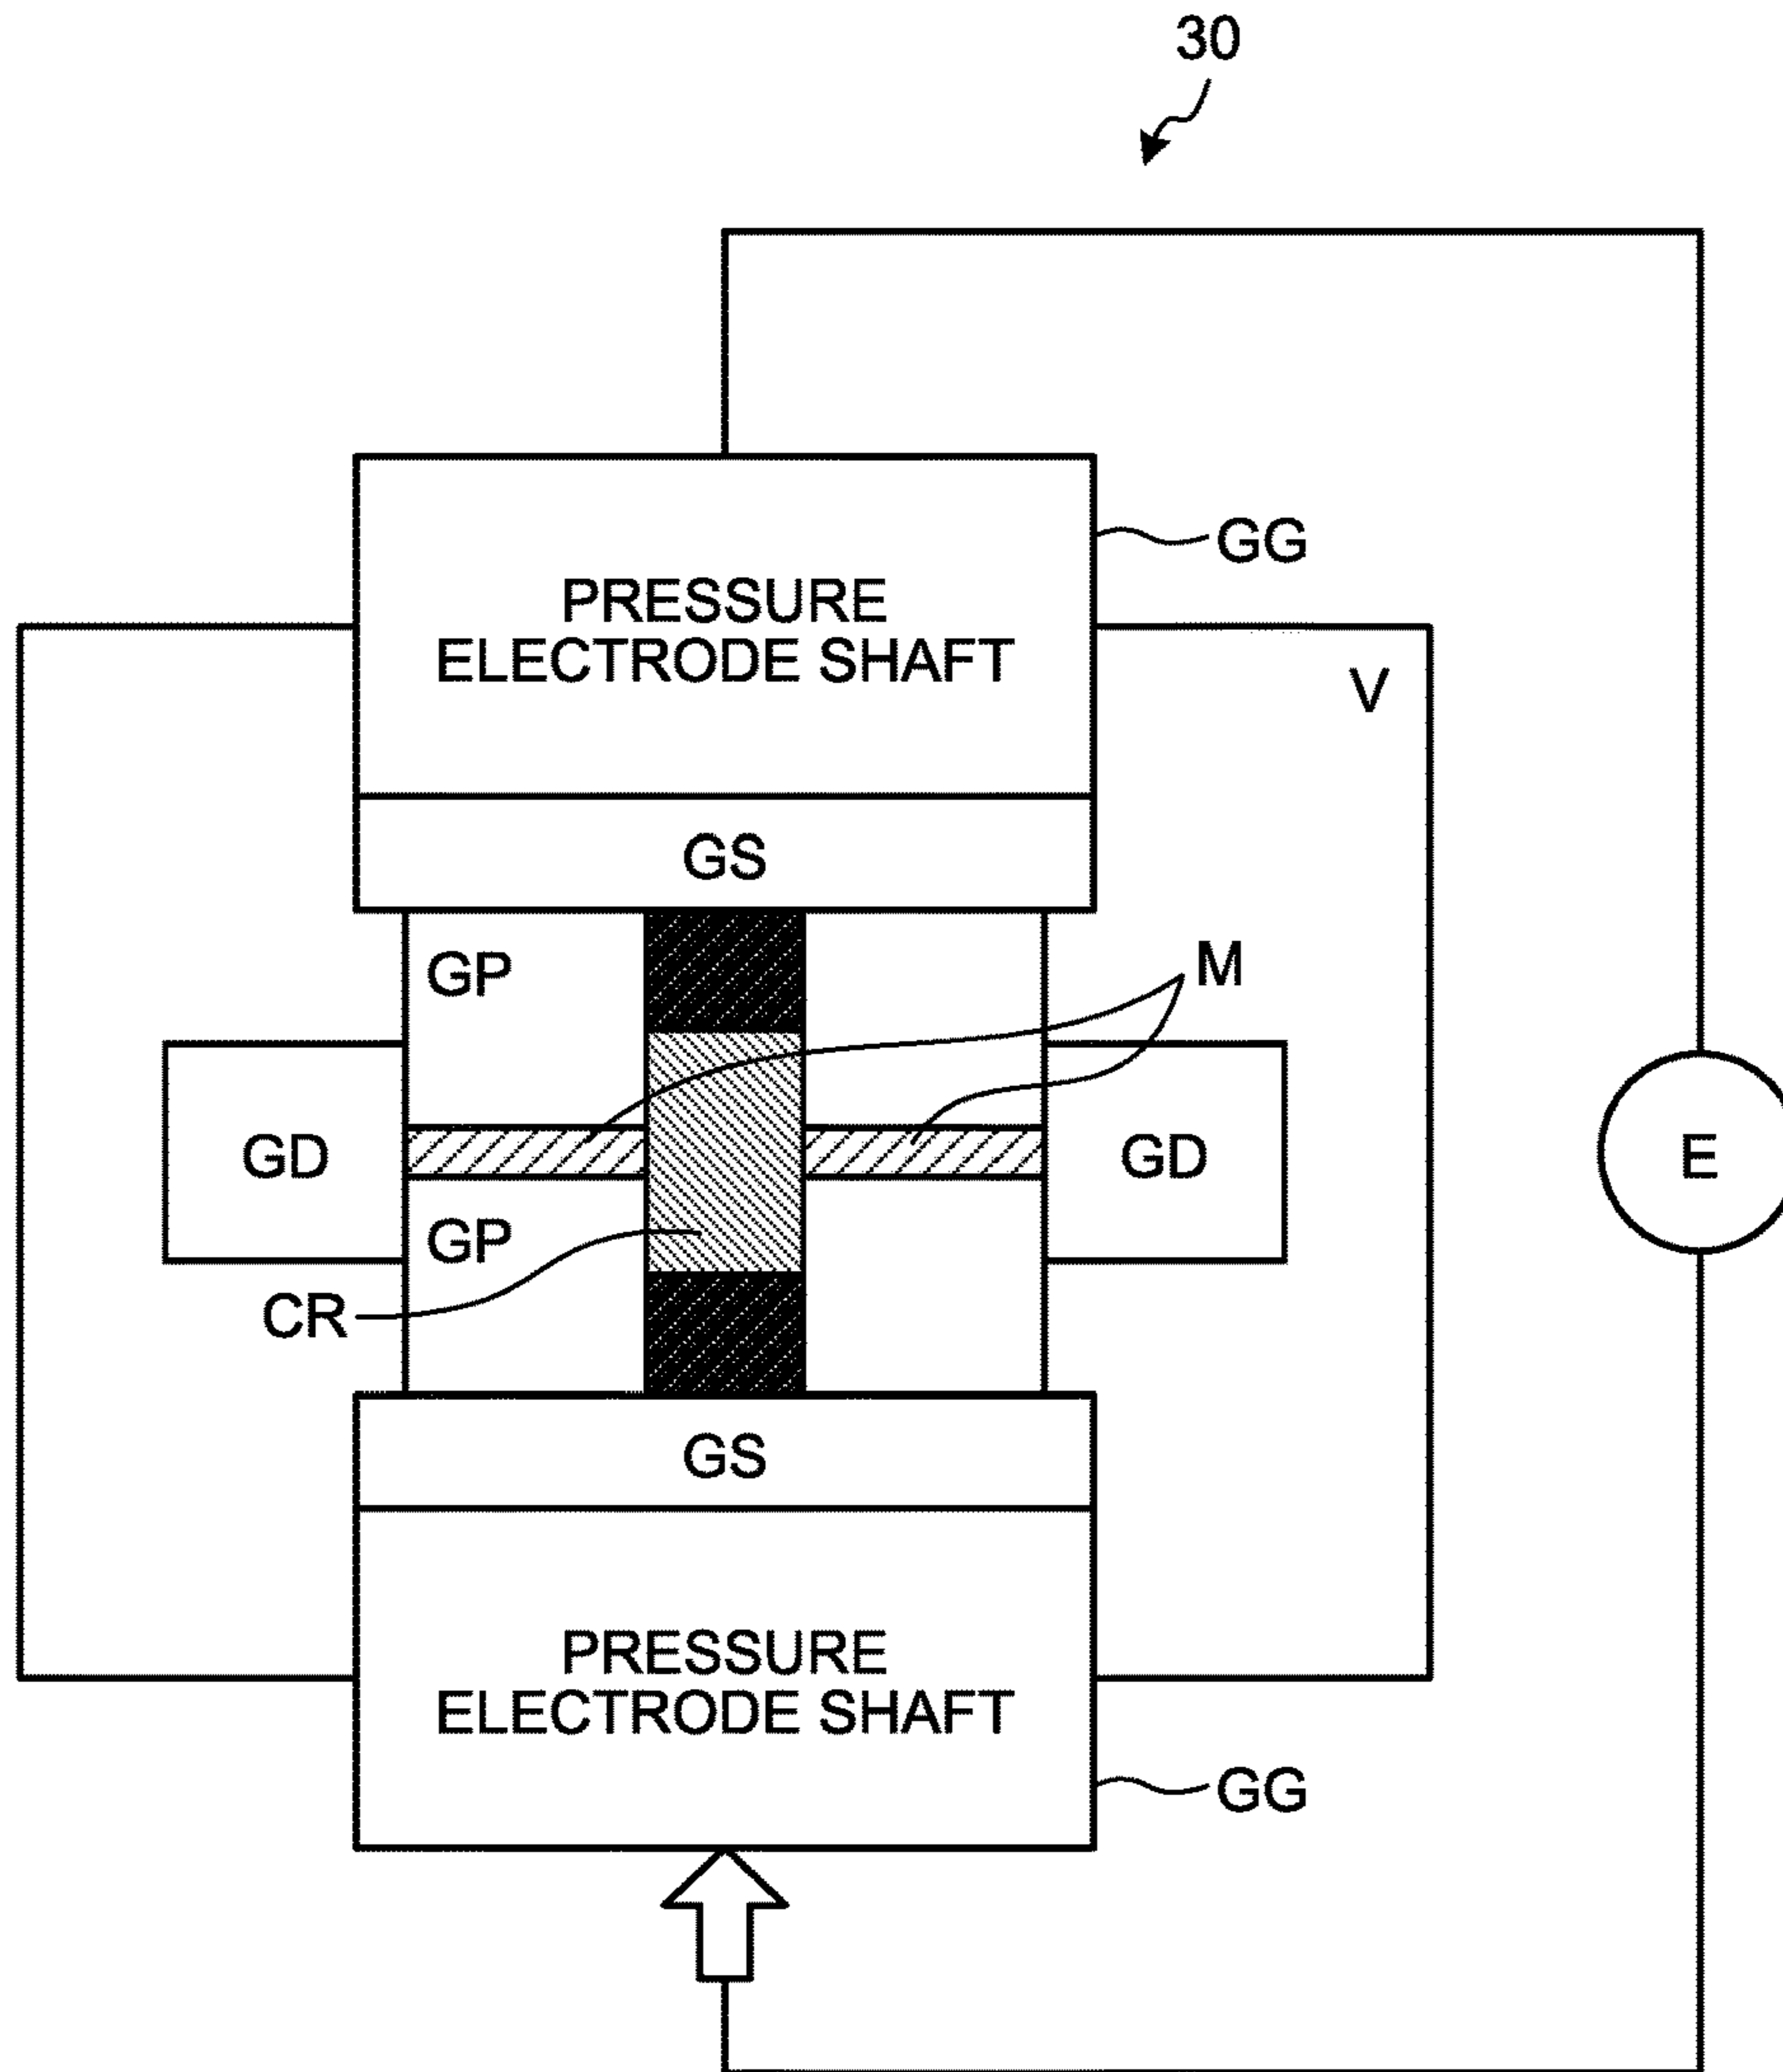 30
GG
PRESSURE
ELECTRODE SHAFT
V
GS
GP
M
GD
GD
E
GP
CR
GS
PRESSURE
ELECTRODE SHAFT
GG